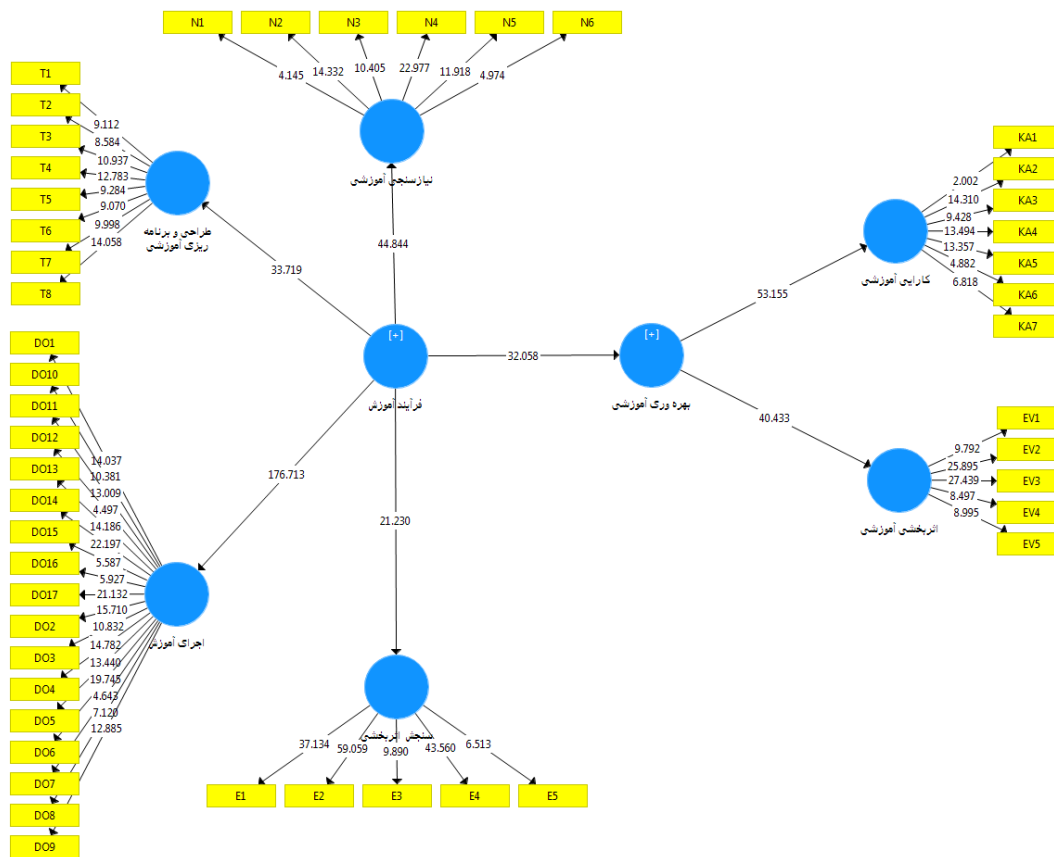 N1
N2
N3
N4
N5
N6
4.145
14.332
10.405
22.977
11.918
4.974
نیازسنجی آموزشی
T1
T2
T3
T4
T5
T6
T7
T8
9.112
8.584
10.937
12.783
9.284
9.070
9.998
14.058
طراحی و برنامه
ریزی آموزشی
33.719
44.844
[+]
فرآیند آموزش
32.058
[+]
بهره وری آموزشی
53.155
40.433
KA1
KA2
KA3
KA4
KA5
KA6
KA7
2.002
14.310
9.428
13.494
13.357
4.882
6.818
کارایی آموزشی
EV1
EV2
EV3
EV4
EV5
9.792
25.895
27.439
8.497
8.995
اثربخشی آموزشی
DO1
DO10
DO11
DO12
DO13
DO14
DO15
DO16
DO17
DO2
DO3
DO4
DO5
DO6
DO7
DO8
DO9
14.037
10.381
13.009
4.497
14.186
22.197
5.587
5.927
21.132
15.710
10.832
14.782
13.440
19.745
4.643
7.120
12.885
اجرای آموزش
176.713
21.230
سنجش اثربخشی
37.134
59.059
9.890
43.560
6.513
E1
E2
E3
E4
E5